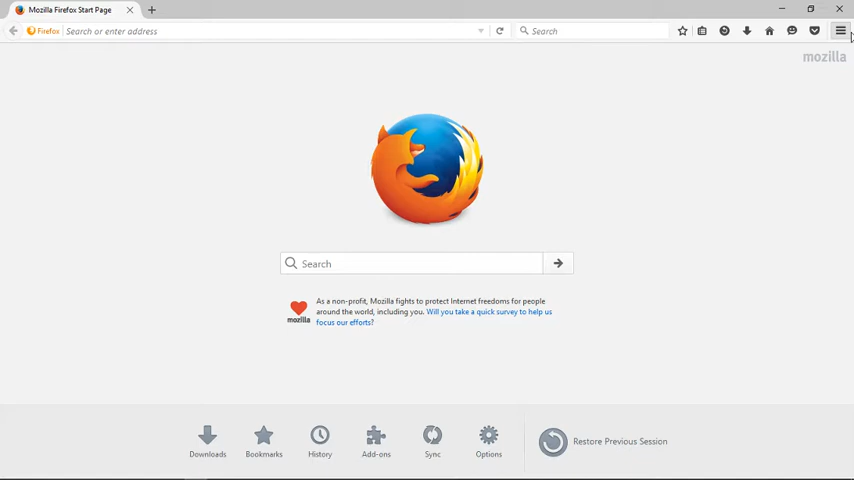 Mozilla Firefox Start Page
Firefox Search or enter address Search
mozilla
Search
As a non-profit, Mozilla fights to protect Internet freedoms for people
around the world, including you. Will you take a quick survey to help us
focus our efforts?
mozilla
Downloads Bookmarks History Add-ons Sync Options Restore Previous Session